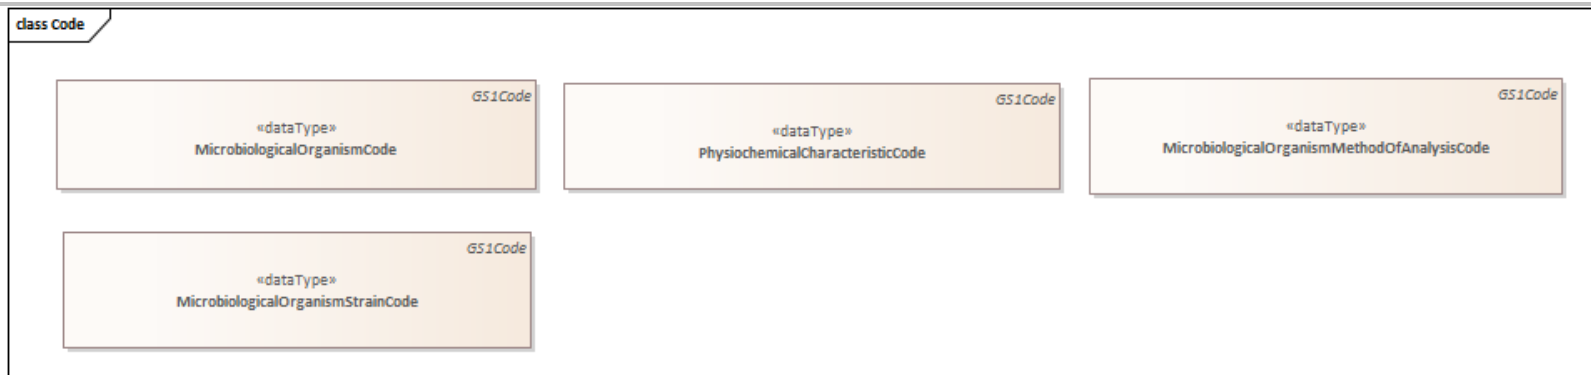 class Code
GS1Code
«dataType»
MicrobiologicalOrganismCode
GS1Code
«dataType»
PhysiochemicalCharacteristicCode
GS1Code
«dataType»
MicrobiologicalOrganismMethodOfAnalysisCode
GS1Code
«dataType»
MicrobiologicalOrganismStrainCode